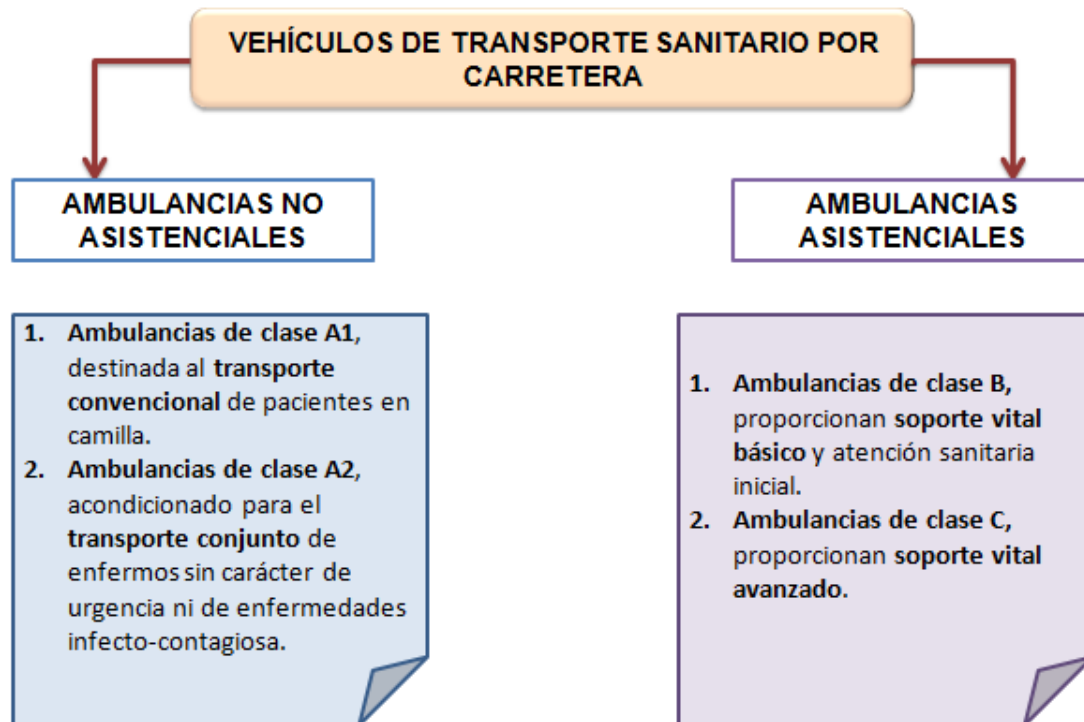 VEHÍCULOS DE TRANSPORTE SANITARIO POR
CARRETERA
AMBULANCIAS NO
ASISTENCIALES
AMBULANCIAS
ASISTENCIALES
1. Ambulancias de clase A1,
destinada al transporte
convencional de pacientes en
camilla.
2. Ambulancias de clase A2,
acondicionado para el
transporte conjunto de
enfermos sin carácter de
urgencia ni de enfermedades
infecto-contagiosa.
1. Ambulancias de clase B,
proporcionan soporte vital
básico y atención sanitaria
inicial.
2. Ambulancias de clase C,
proporcionan soporte vital
avanzado.